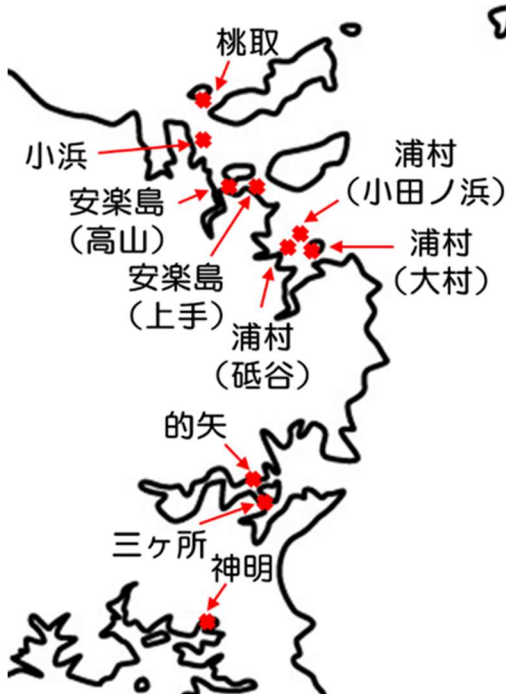 桃取
小浜
安楽島
（高山）
安楽島
（上手）
浦村
（小田ノ浜）
浦村
（大村）
浦村
（砥谷）
的矢
三ヶ所
神明